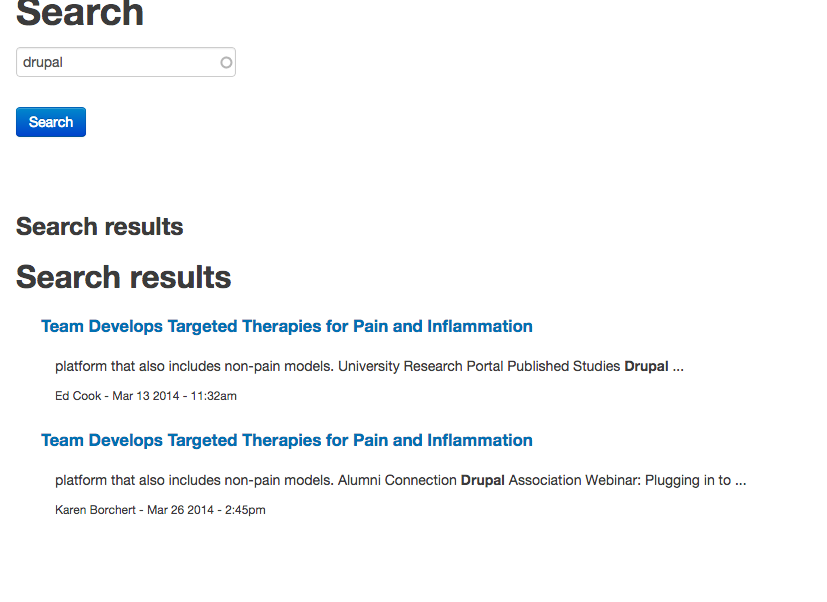 Search
drupal
Search
Search results
Search results
Team Develops Targeted Therapies for Pain and Inflammation
platform that also includes non-pain models. University Research Portal Published Studies Drupal ...
Ed Cook - Mar 13 2014 - 11:32am
Team Develops Targeted Therapies for Pain and Inflammation
platform that also includes non-pain models. Alumni Connection Drupal Association Webinar: Plugging in to ...
Karen Borchert - Mar 26 2014 - 2:45pm